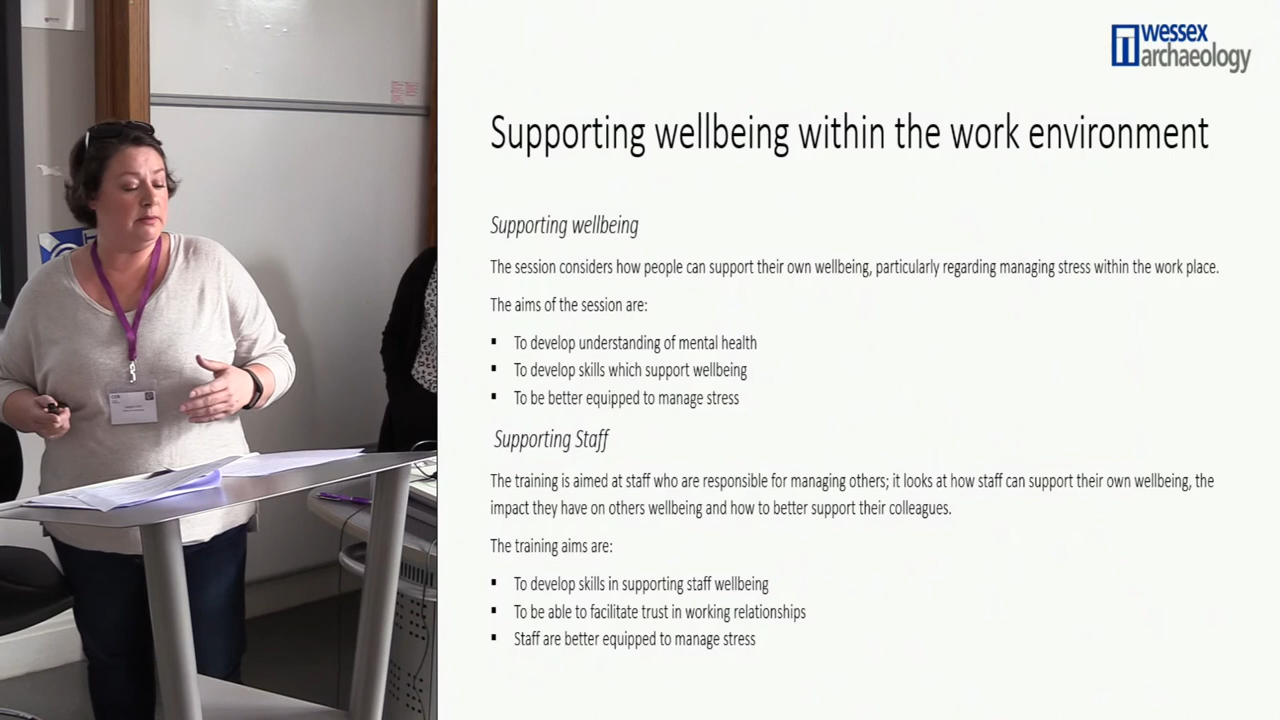 wessex
archaeology
Supporting wellbeing within the work environment
Supporting wellbeing
The session considers how people can support their own wellbeing, particularly regarding managing stress within the work place.
The aims of the session are:
▪ To develop understanding of mental health
▪ To develop skills which support wellbeing
▪ To be better equipped to manage stress
Supporting Staff
The training is aimed at staff who are responsible for managing others; it looks at how staff can support their own wellbeing, the
impact they have on others wellbeing and how to better support their colleagues.
The training aims are:
▪ To develop skills in supporting staff wellbeing
▪ To be able to facilitate trust in working relationships
▪ Staff are better equipped to manage stress